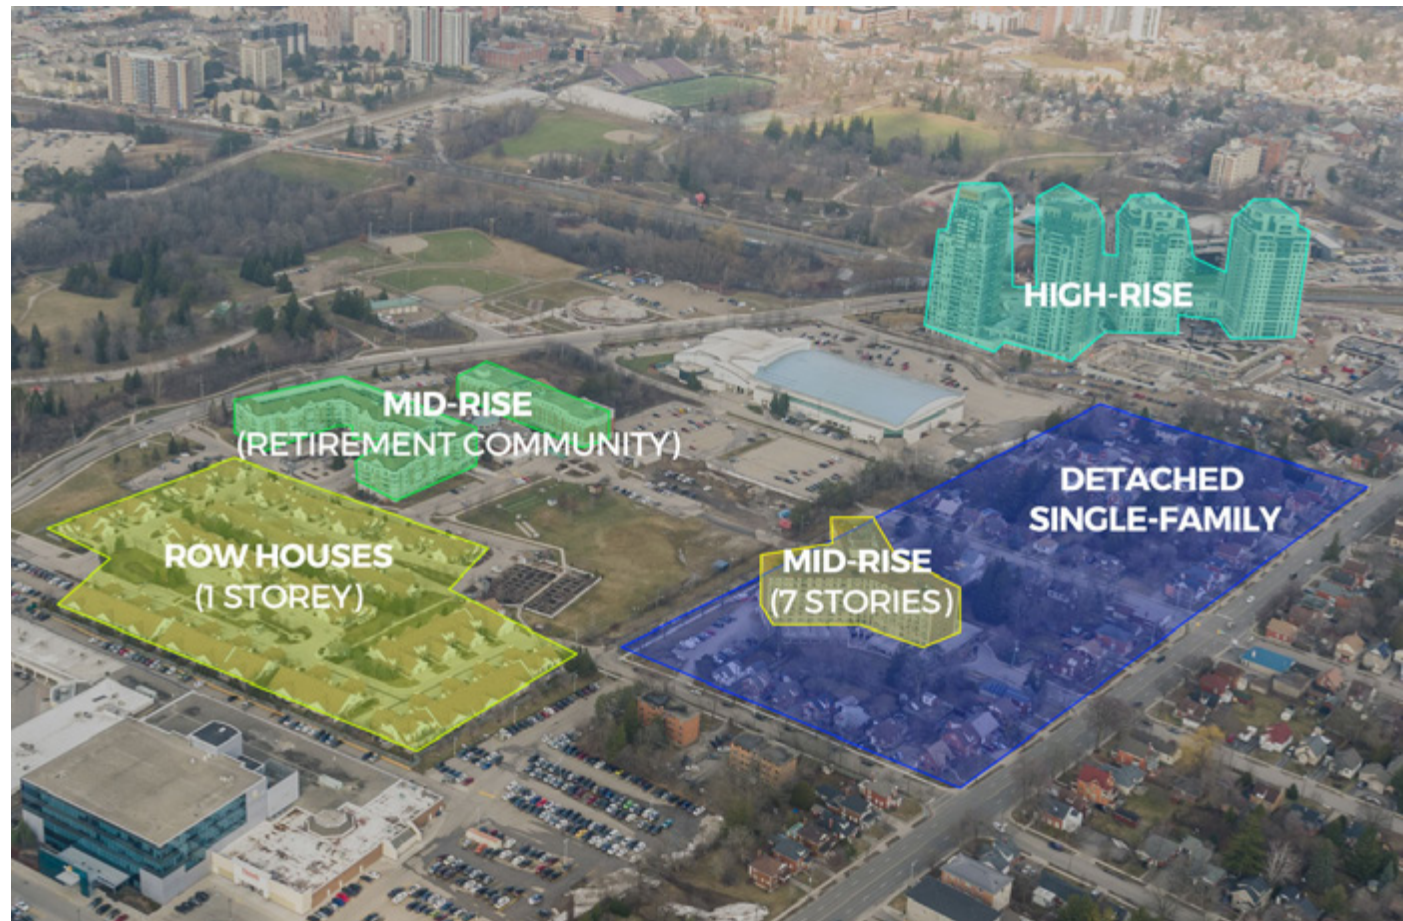 HIGH-RISE
MID-RISE
(RETIREMENT COMMUNITY)
DETACHED
SINGLE-FAMILY
ROW HOUSES
(1 STOREY)
MID-RISE
(7 STORIES)